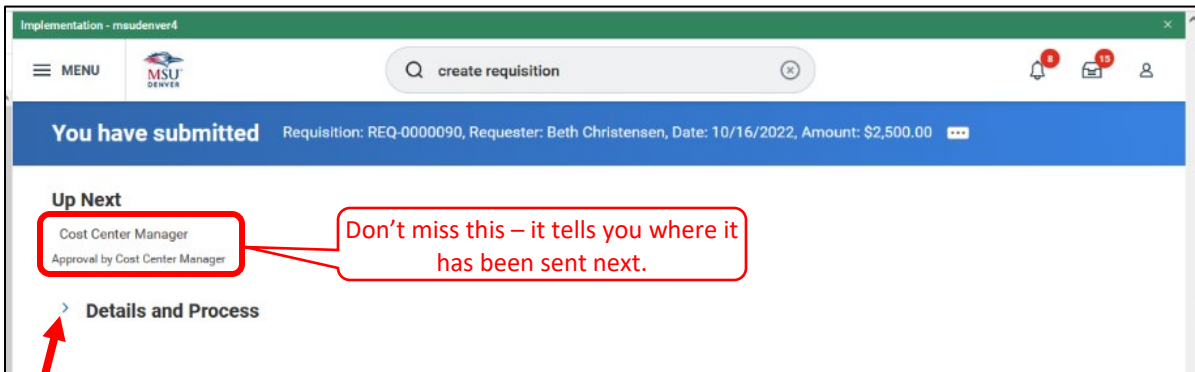 Implementation - msudenver4
MENU
MSU
DENVER
create requisition
8
15
You have submitted Requisition: REQ-0000090, Requester: Beth Christensen, Date: 10/16/2022, Amount: $2,500.00
Up Next
Cost Center Manager
Approval by Cost Center Manager
Don’t miss this – it tells you where it
has been sent next.
Details and Process